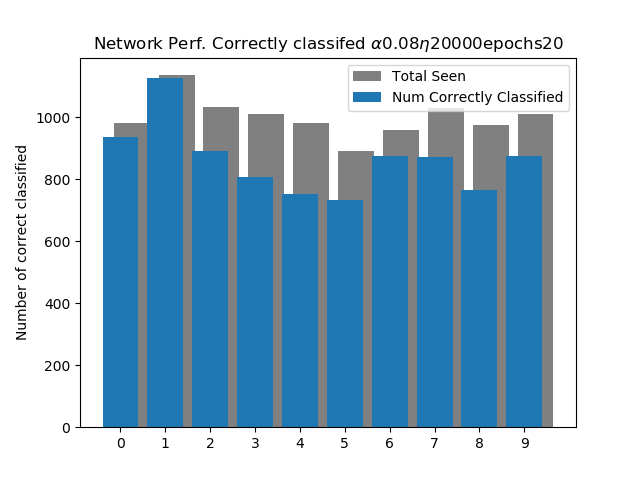 Network Perf. Correctly classifed α0.08η20000epochs20
Total Seen
Num Correctly Classified
Number of correct classified
1000
800
600
400
200
0
0 1 2 3 4 5 6 7 8 9